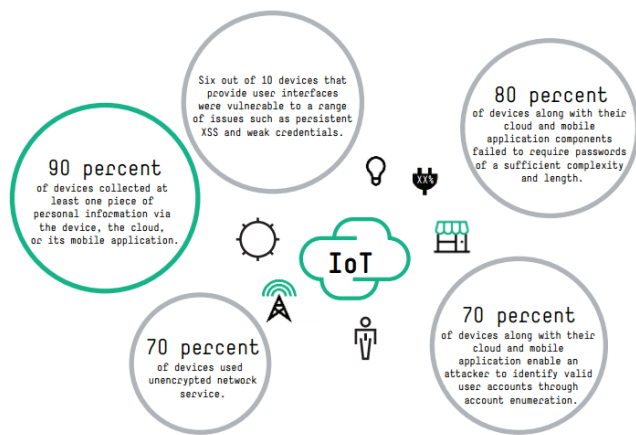 Six out of 10 devices that
provide user interfaces
were vulnerable to a range
of issues such as persistent
XSS and weak credentials.
80 percent
of devices along with their
cloud and mobile
application components
failed to require passwords
of a sufficient complexity
and length.
90 percent
of devices collected at
least one piece of
personal information via
the device, the cloud,
or its mobile application.
XX%
IoT
70 percent
of devices used
unencrypted network
service.
70 percent
of devices along with their
cloud and mobile
application enable an
attacker to identify valid
user accounts through
account enumeration.